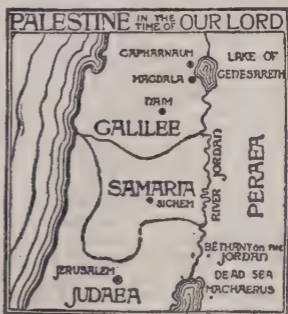 PALESTINE IN THE TIME OF OUR LORD
CAPHARNAUM
LAKE OF
GENESARETH
MAGDALA
NAIM
GALILEE
SAMARIA
SICHEM
RIVER JORDAN
PERAEA
BETHANY ON THE
JORDAN
JERUSALEM
DEAD SEA
MACHAERUS
JUDAEA